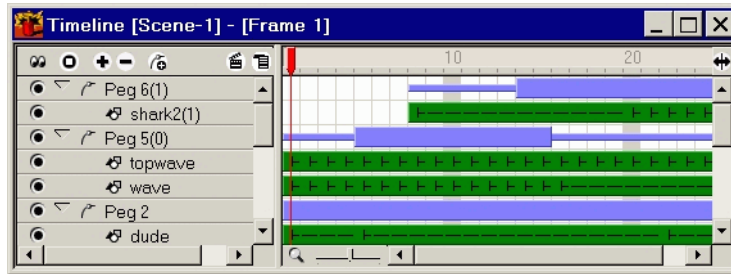 Timeline [Scene-1] - [Frame 1]
10 20
Peg 6(1)
shark2(1)
Peg 5(0)
topwave
wave
Peg 2
dude